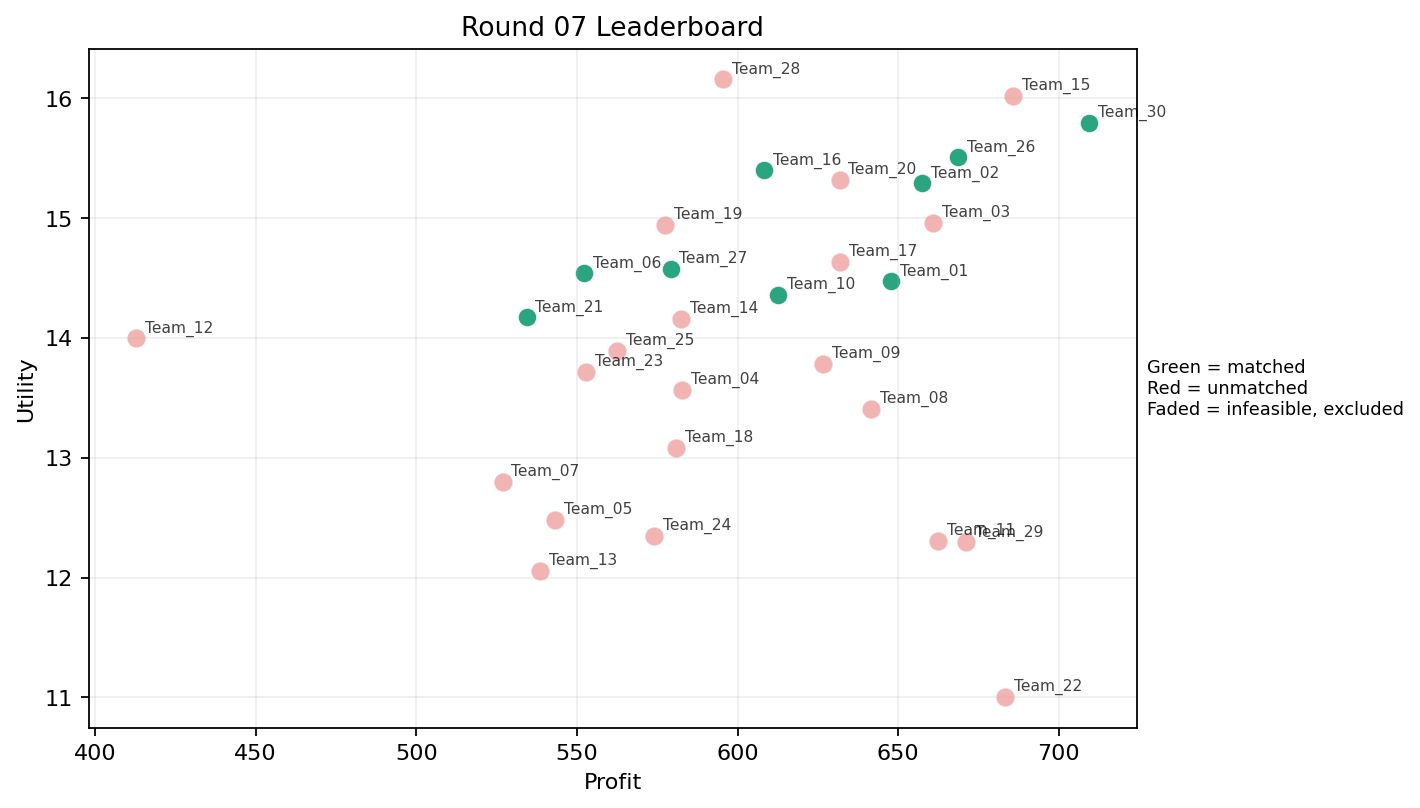 Round 07 Leaderboard
Team_28
Team_15
Team_30
Team_26
Team_16
Team_20
Team_02
Team_19
Team_03
Team_17
Team_06
Team_27
Team_01
Team_10
Team_21
Team_14
Team_12
Team_25
Team_09
Team_23
Team_04
Team_08
Team_18
Team_07
Team_05
Team_24
Team_11
Team_29
Team_13
Team_22
16
15
14
13
12
11
Utility
400 450 500 550 600 650 700
Profit
Green = matched
Red = unmatched
Faded = infeasible, excluded